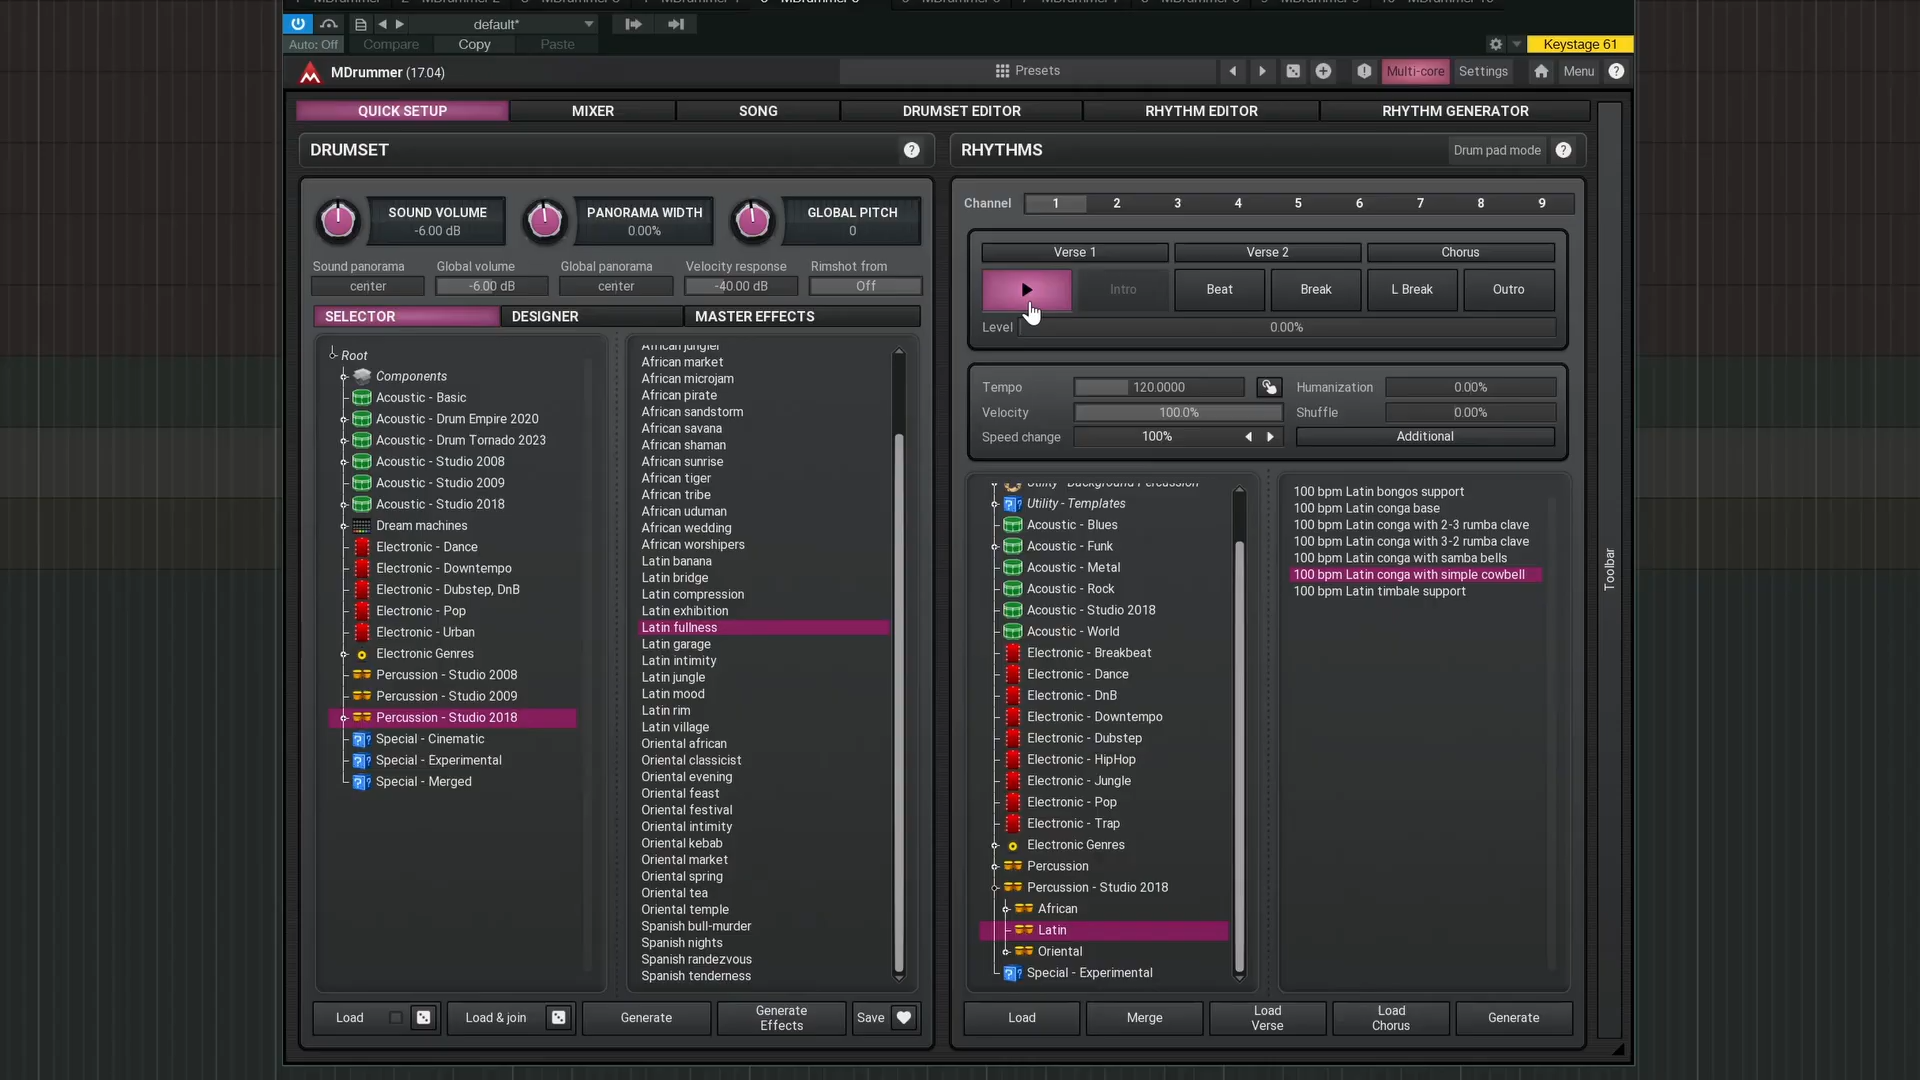 default*
Auto: Off
Compare
Copy
Paste
Keystage 61
MDrummer (17.04)
Presets
Multi-core
Settings
Menu
?
QUICK SETUP
MIXER
SONG
DRUMSET EDITOR
RHYTHM EDITOR
RHYTHM GENERATOR
DRUMSET
?
SOUND VOLUME
-6.00 dB
PANORAMA WIDTH
0.00%
GLOBAL PITCH
0
Sound panorama
Global volume
Global panorama
Velocity response
Rimshot from
center
-6.00 dB
center
-40.00 dB
Off
SELECTOR
DESIGNER
MASTER EFFECTS
Root
Components
Acoustic - Basic
Acoustic - Drum Empire 2020
Acoustic - Drum Tornado 2023
Acoustic - Studio 2008
Acoustic - Studio 2009
Acoustic - Studio 2018
Dream machines
Electronic - Dance
Electronic - Downtempo
Electronic - Dubstep, DnB
Electronic - Pop
Electronic - Urban
Electronic Genres
Percussion - Studio 2008
Percussion - Studio 2009
Percussion - Studio 2018
Special - Cinematic
Special - Experimental
Special - Merged
African jungler
African market
African microjam
African pirate
African sandstorm
African savana
African shaman
African sunrise
African tiger
African tribe
African uduman
African wedding
African worshipers
Latin banana
Latin bridge
Latin compression
Latin exhibition
Latin fullness
Latin garage
Latin intimity
Latin jungle
Latin mood
Latin rim
Latin village
Oriental african
Oriental classicist
Oriental evening
Oriental feast
Oriental festival
Oriental intimity
Oriental kebab
Oriental market
Oriental spring
Oriental tea
Oriental temple
Spanish bull-murder
Spanish nights
Spanish randezvous
Spanish tenderness
Load
Load & join
Generate
Generate
Effects
Save
RHYTHMS
Drum pad mode
?
Channel
1
2
3
4
5
6
7
8
9
Verse 1
Verse 2
Chorus
Intro
Beat
Break
L Break
Outro
Level
0.00%
Tempo
120.0000
Humanization
0.00%
Velocity
100.0%
Shuffle
0.00%
Speed change
100%
Additional
Utility - Background Percussion
Utility - Templates
Acoustic - Blues
Acoustic - Funk
Acoustic - Metal
Acoustic - Rock
Acoustic - Studio 2018
Acoustic - World
Electronic - Breakbeat
Electronic - Dance
Electronic - DnB
Electronic - Downtempo
Electronic - Dubstep
Electronic - HipHop
Electronic - Jungle
Electronic - Pop
Electronic - Trap
Electronic Genres
Percussion
Percussion - Studio 2018
African
Latin
Oriental
Special - Experimental
100 bpm Latin bongos support
100 bpm Latin conga base
100 bpm Latin conga with 2-3 rumba clave
100 bpm Latin conga with 3-2 rumba clave
100 bpm Latin conga with samba bells
100 bpm Latin conga with simple cowbell
100 bpm Latin timbale support
Load
Merge
Load
Verse
Load
Chorus
Generate
Toolbar